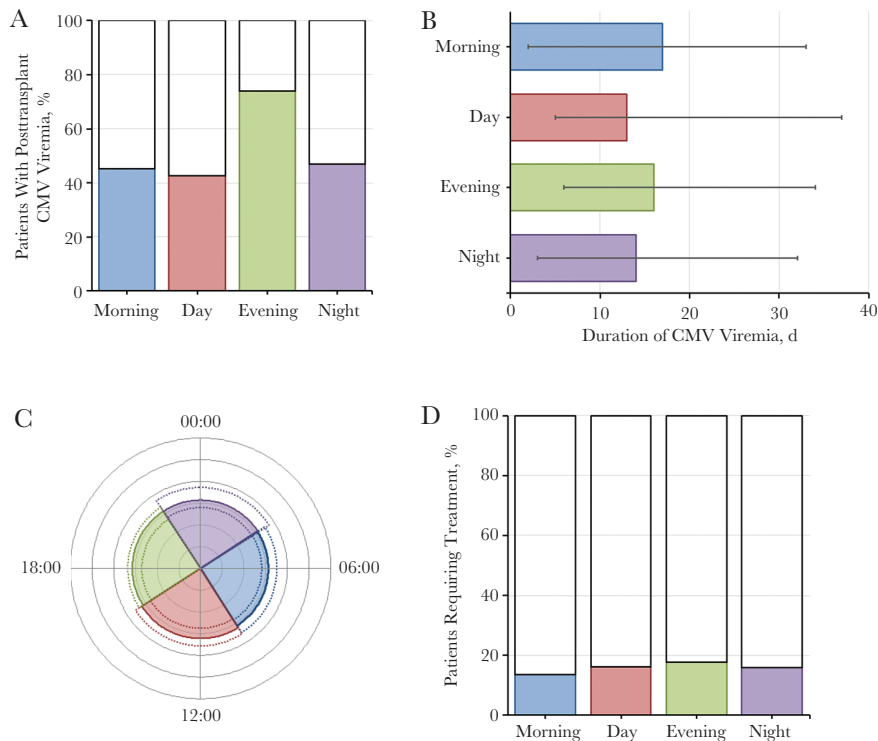 A
Patients With Posttransplant
CMV Viremia, %
100
80
60
40
20
0
Morning
Day
Evening
Night
B
Morning
Day
Evening
Night
0
10
20
30
40
Duration of CMV Viremia, d
C
00:00
18:00
06:00
12:00
D
Patients Requiring Treatment, %
100
80
60
40
20
0
Morning
Day
Evening
Night